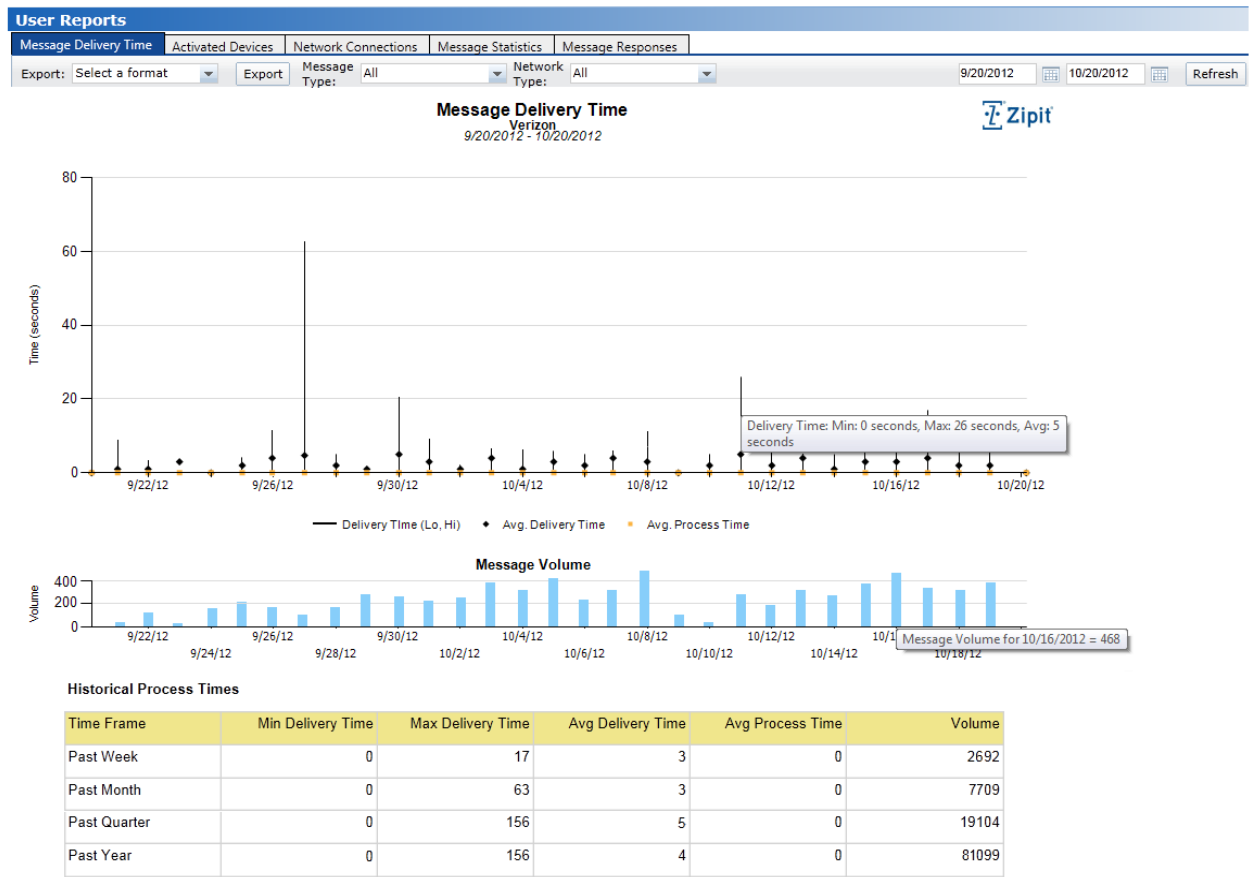 User Reports
Message Delivery Time Activated Devices Network Connections Message Statistics Message Responses
Export: Select a format Export Message Type: All Network Type: All 9/20/2012 10/20/2012 Refresh
Message Delivery Time
Verizon
9/20/2012 - 10/20/2012
Zipit
Time (seconds)
80
60
40
20
0
Delivery Time: Min: 0 seconds, Max: 26 seconds, Avg: 5
seconds
9/22/12 9/26/12 9/30/12 10/4/12 10/8/12 10/12/12 10/16/12 10/20/12
Delivery TIme (Lo, Hi) Avg. Delivery Time Avg. Process Time
Message Volume
Volume
400
200
0
9/22/12 9/26/12 9/30/12 10/4/12 10/8/12 10/12/12 10/1
Message Volume for 10/16/2012 = 468
9/24/12 9/28/12 10/2/12 10/6/12 10/10/12 10/14/12 10/18/12
Historical Process Times
Time Frame Min Delivery Time Max Delivery Time Avg Delivery Time Avg Process Time Volume
Past Week 0 17 3 0 2692
Past Month 0 63 3 0 7709
Past Quarter 0 156 5 0 19104
Past Year 0 156 4 0 81099